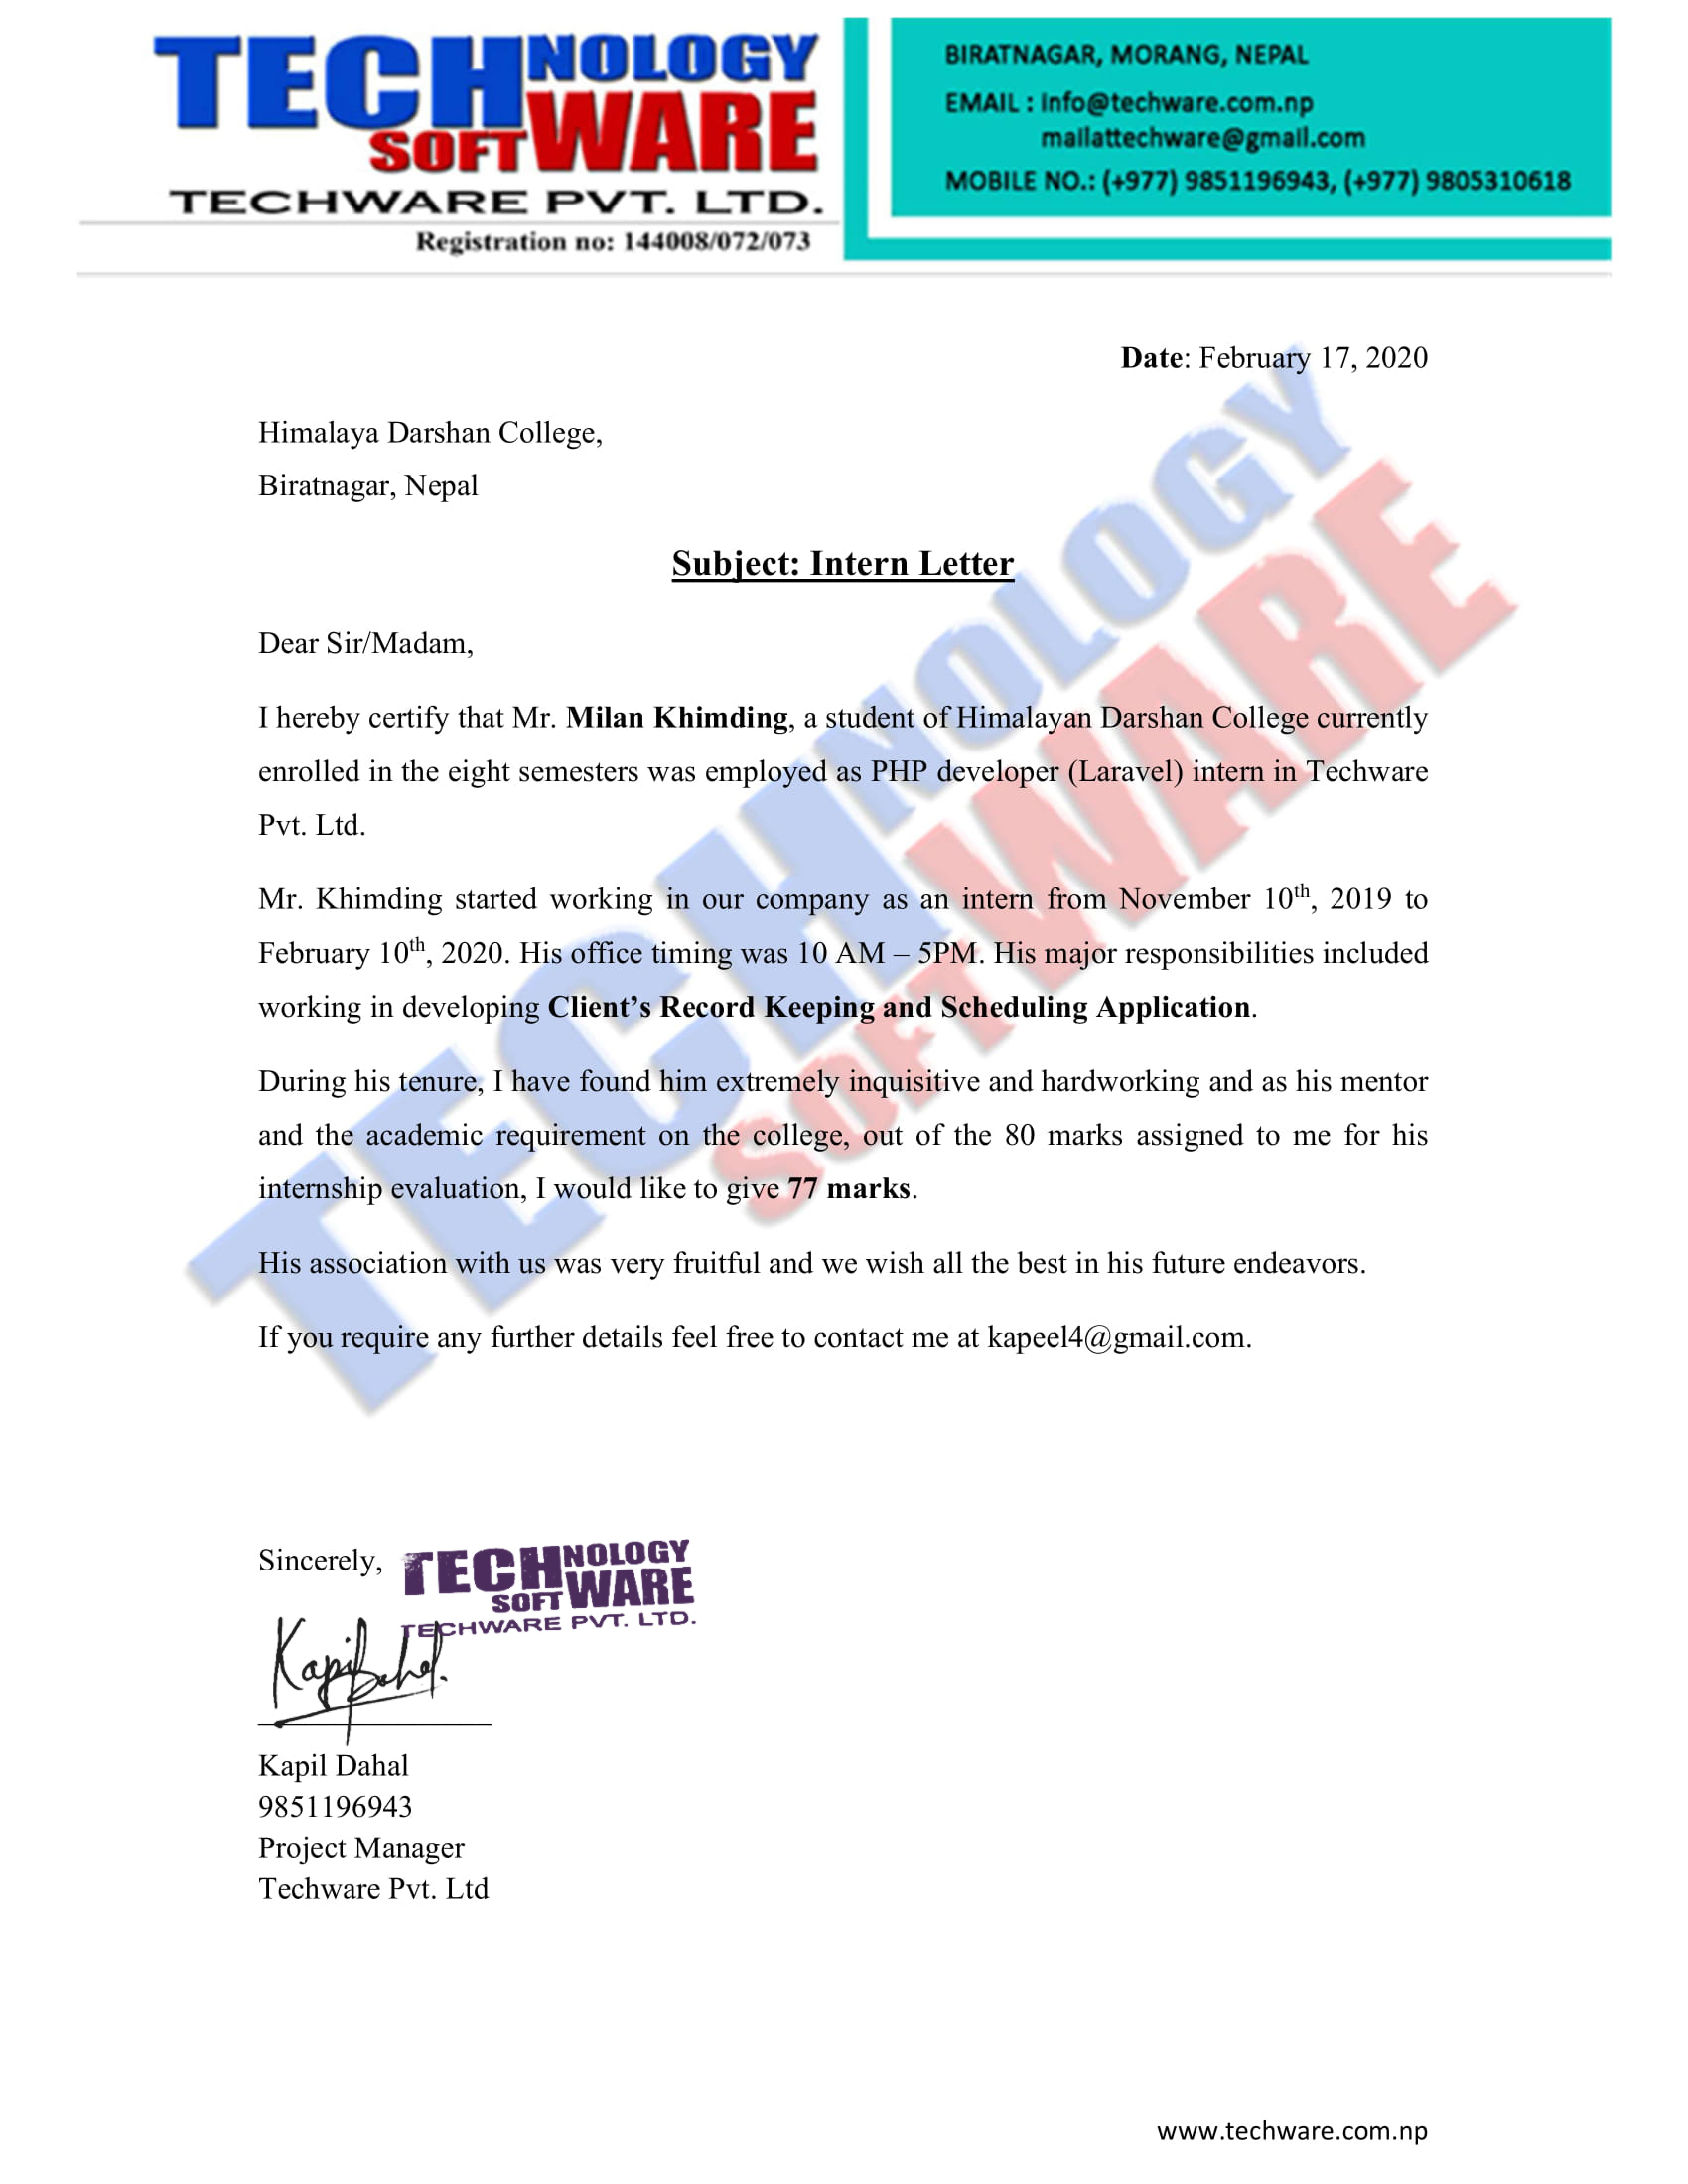 TECHNOLOGY
SOFTWARE
TECHWARE PVT. LTD.
Registration no: 144008/072/073
BIRATNAGAR, MORANG, NEPAL
EMAIL : info@techware.com.np
mailattechware@gmail.com
MOBILE NO.: (+977) 9851196943, (+977) 9805310618
Date: February 17, 2020
Himalaya Darshan College,
Biratnagar, Nepal
Subject: Intern Letter
Dear Sir/Madam,
I hereby certify that Mr. Milan Khimding, a student of Himalayan Darshan College currently
enrolled in the eight semesters was employed as PHP developer (Laravel) intern in Techware
Pvt. Ltd.
Mr. Khimding started working in our company as an intern from November 10th, 2019 to
February 10th, 2020. His office timing was 10 AM – 5PM. His major responsibilities included
working in developing Client’s Record Keeping and Scheduling Application.
During his tenure, I have found him extremely inquisitive and hardworking and as his mentor
and the academic requirement on the college, out of the 80 marks assigned to me for his
internship evaluation, I would like to give 77 marks.
His association with us was very fruitful and we wish all the best in his future endeavors.
If you require any further details feel free to contact me at kapeel4@gmail.com.
TECHNOLOGY
SOFTWARE
Sincerely,
TECHNOLOGY
SOFTWARE
TECHWARE PVT. LTD.
Kapil Dahal.
Kapil Dahal
9851196943
Project Manager
Techware Pvt. Ltd
www.techware.com.np